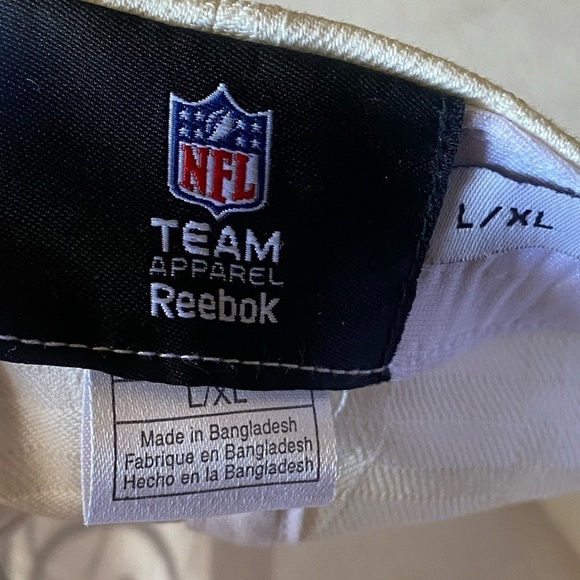 NFL
TEAM
APPAREL
Reebok
L/XL
L/XL
Made in Bangladesh
Fabrique en Bangladesh
Hecho en la Bangladesh